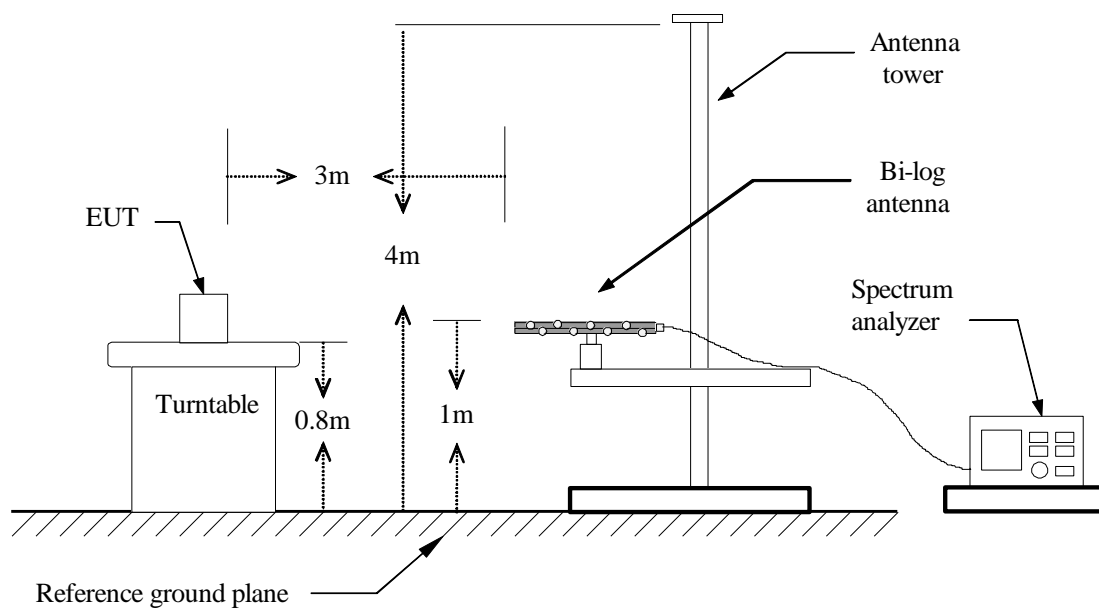 Antenna
tower
3m
Bi-log
antenna
EUT
4m
Spectrum
analyzer
Turntable
0.8m
1m
Reference ground plane